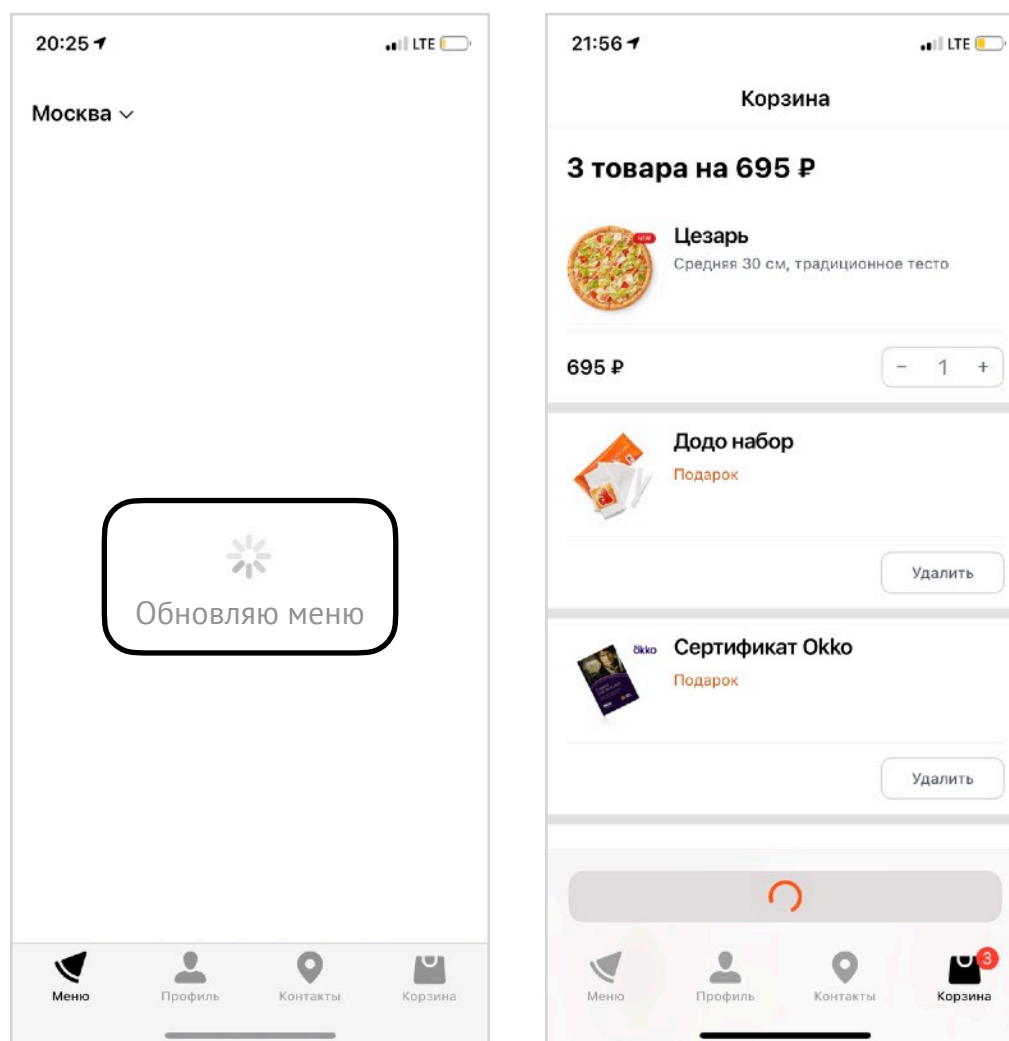 20:25
LTE
Москва
Обновляю меню
Меню
Профиль
Контакты
Корзина
21:56
LTE
Корзина
3 товара на 695 ₽
NEW
Цезарь
Средняя 30 см, традиционное тесто
695 ₽
− 1 +
Додо набор
Подарок
Удалить
okko
Сертификат Okko
Подарок
Удалить
Меню
Профиль
Контакты
3
Корзина